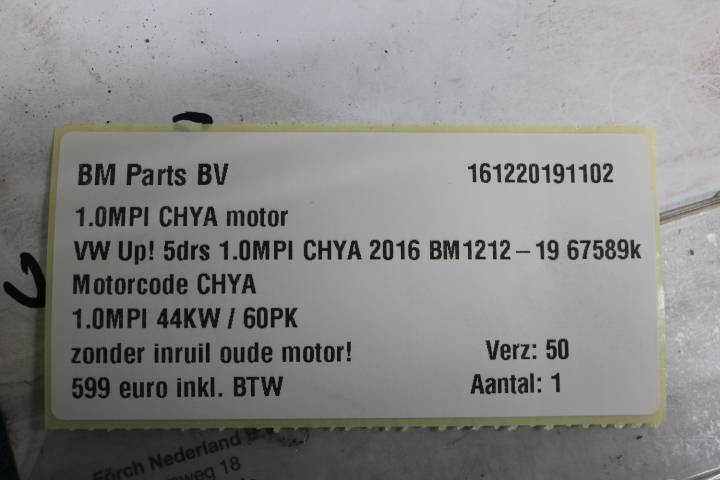 BM Parts BV 161220191102
1.0MPI CHYA motor
VW Up! 5drs 1.0MPI CHYA 2016 BM1212-19 67589k
Motorcode CHYA
1.0MPI 44KW / 60PK
zonder inruil oude motor! Verz: 50
599 euro inkl. BTW Aantal: 1
Förch Nederland
18